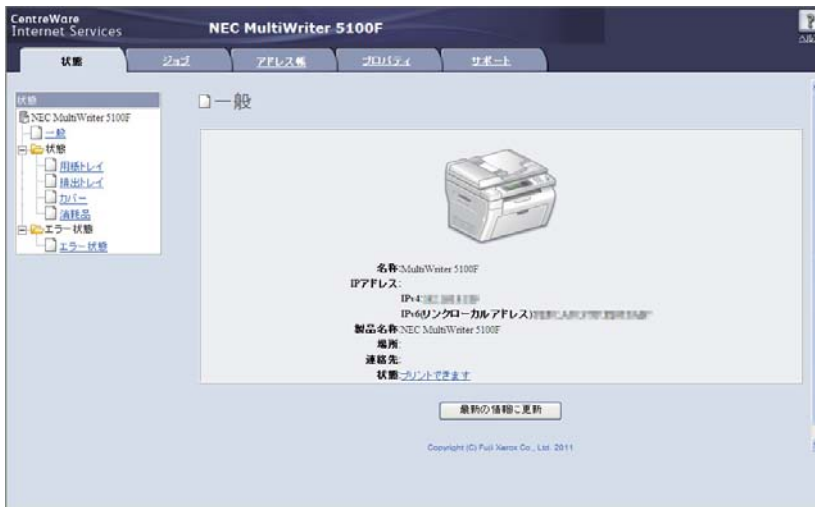 CentreWare
Internet Services
NEC MultiWriter 5100F
ヘルプ
状態
ジョブ
アドレス帳
プロパティ
サポート
状態
NEC MultiWriter 5100F
一般
状態
用紙トレイ
排出トレイ
カバー
消耗品
エラー状態
エラー状態
一般
名称:MultiWriter 5100F
IPアドレス:
IPv4:
IPv6(リンクローカルアドレス):
製品名称:NEC MultiWriter 5100F
場所:
連絡先:
状態:プリントできます
最新の情報に更新
Copyright (C) Fuji Xerox Co., Ltd. 2011